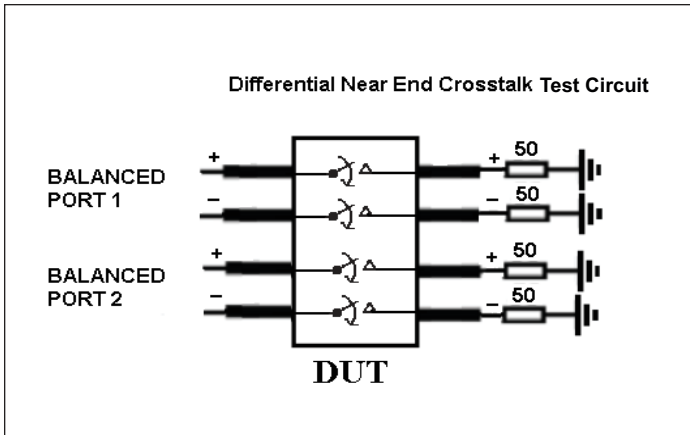 Differential Near End Crosstalk Test Circuit
+ + 50
BALANCED
PORT 1
− − 50
+ + 50
BALANCED
PORT 2
− − 50
DUT